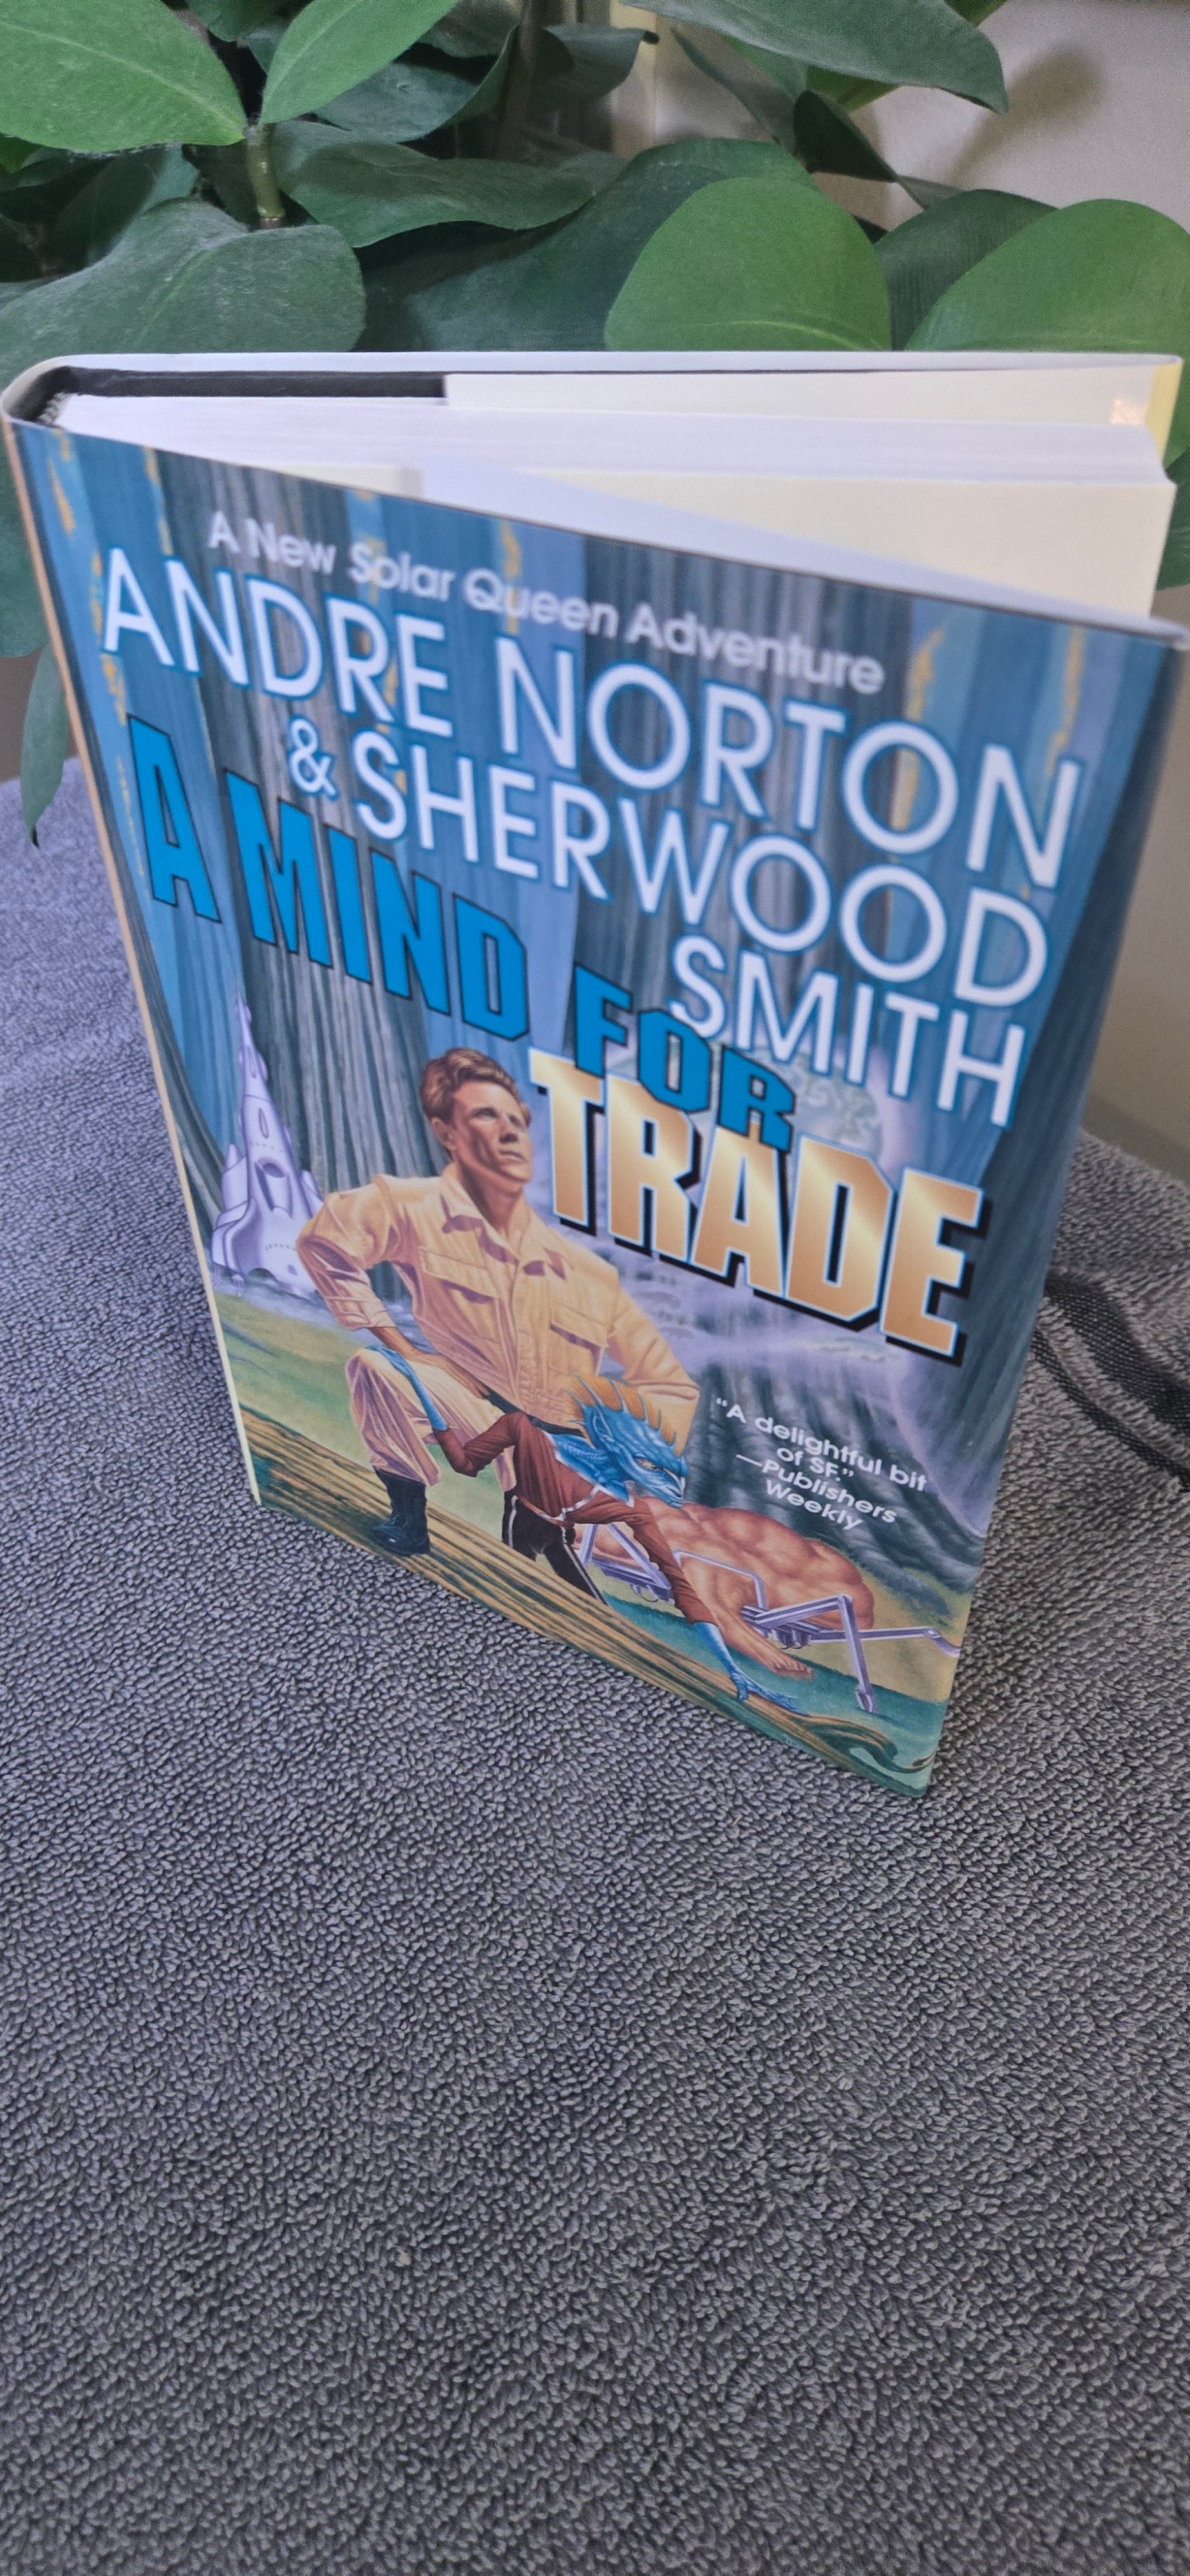 A New Solar Queen Adventure
ANDRE NORTON
& SHERWOOD
SMITH
A MIND FOR
TRADE
"A delightful bit
of SF."
—Publishers
Weekly